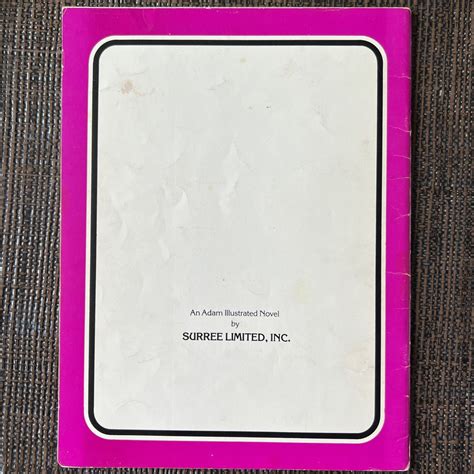 An Adam Illustrated Novel
by
SURREE LIMITED, INC.